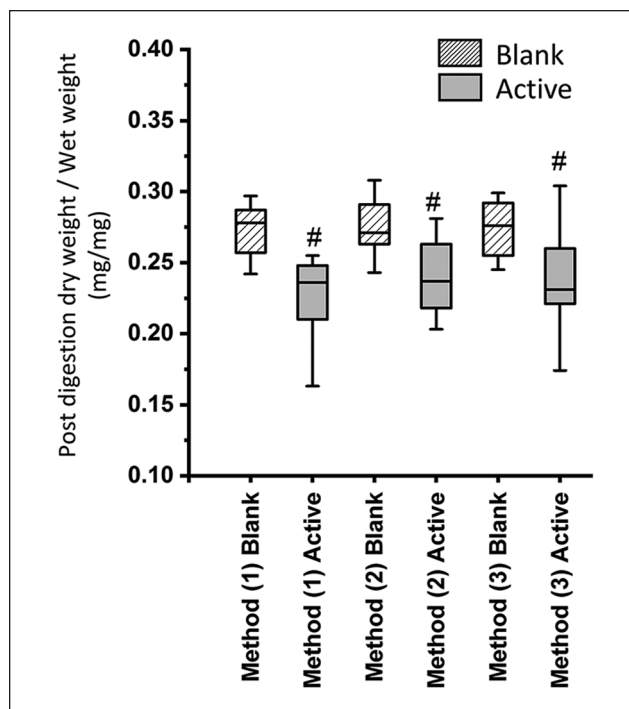 Post digestion dry weight / Wet weight
(mg/mg)
0.40
0.35
0.30
0.25
0.20
0.15
0.10
Blank
Active
#
#
#
Method (1) Blank
Method (1) Active
Method (2) Blank
Method (2) Active
Method (3) Blank
Method (3) Active